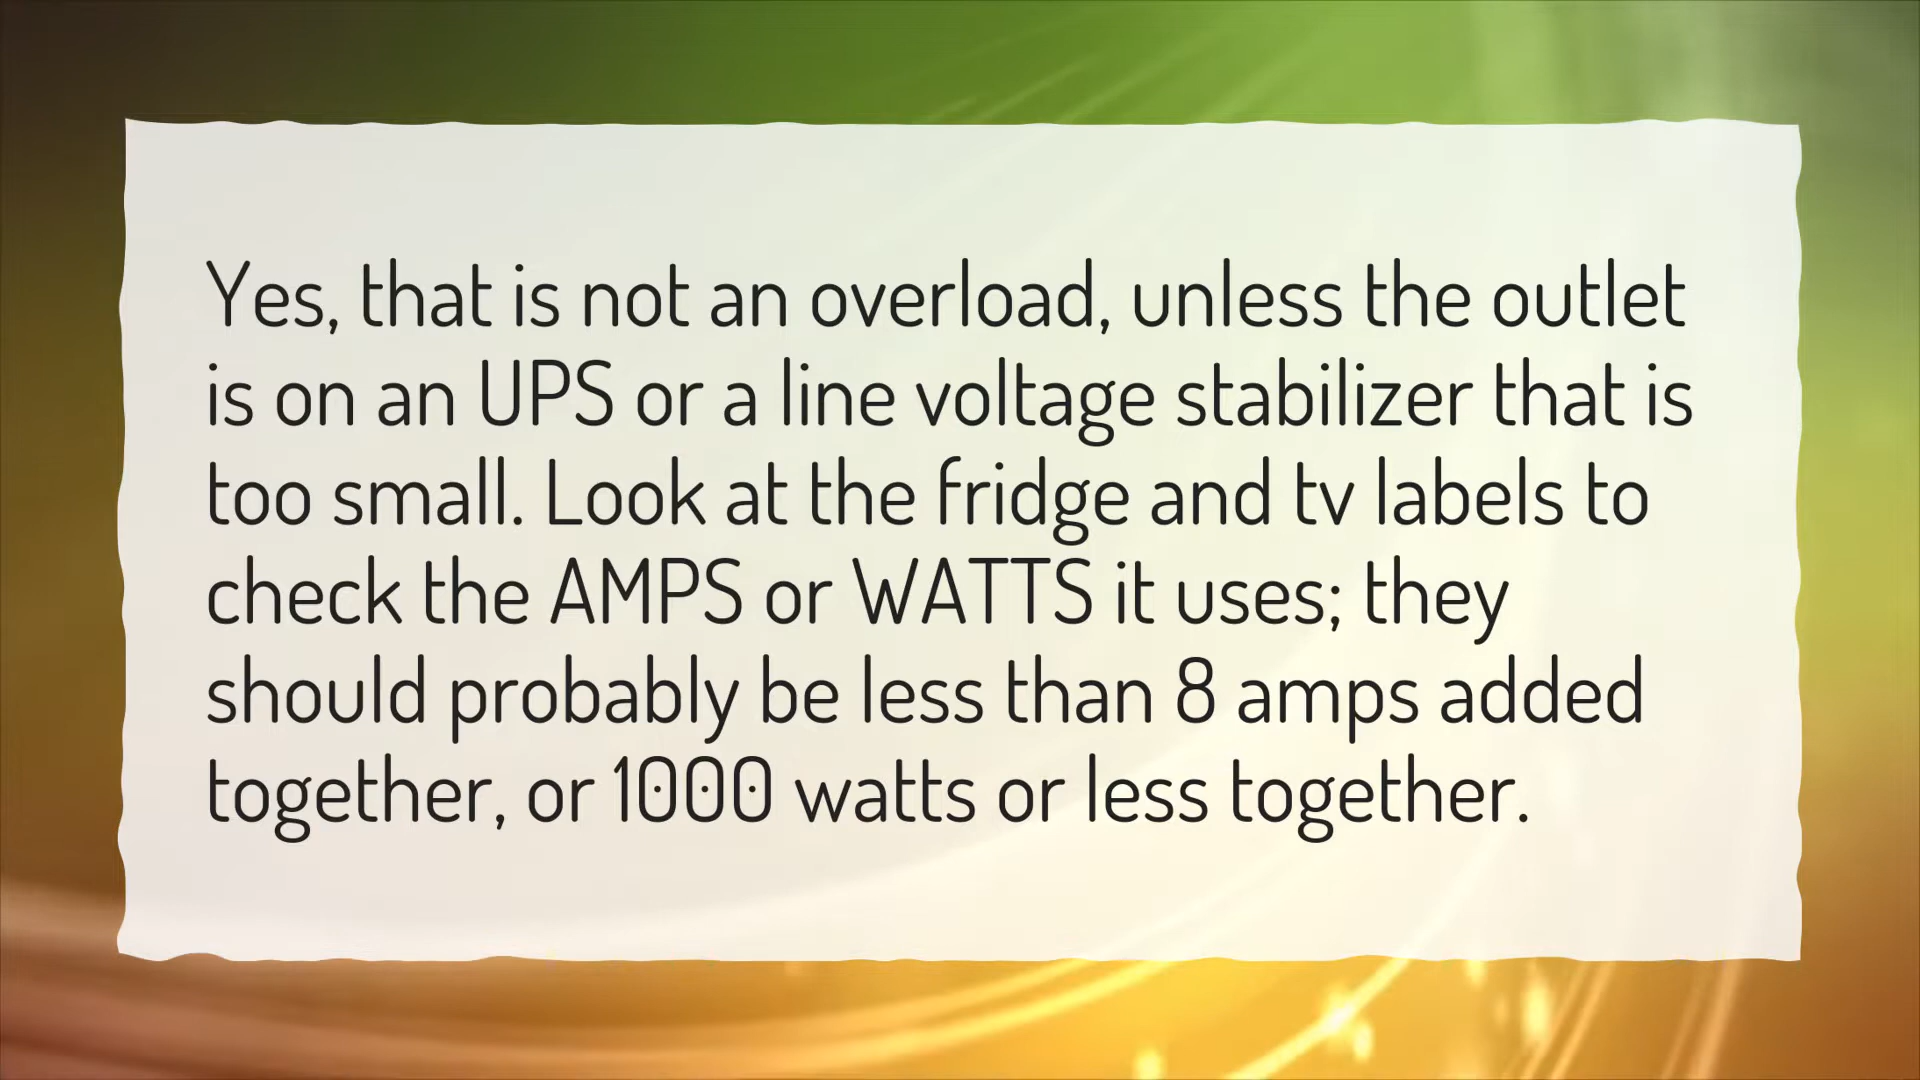 Yes, that is not an overload, unless the outlet
is on an UPS or a line voltage stabilizer that is
too small. Look at the fridge and tv labels to
check the AMPS or WATTS it uses; they
should probably be less than 8 amps added
together, or 1000 watts or less together.